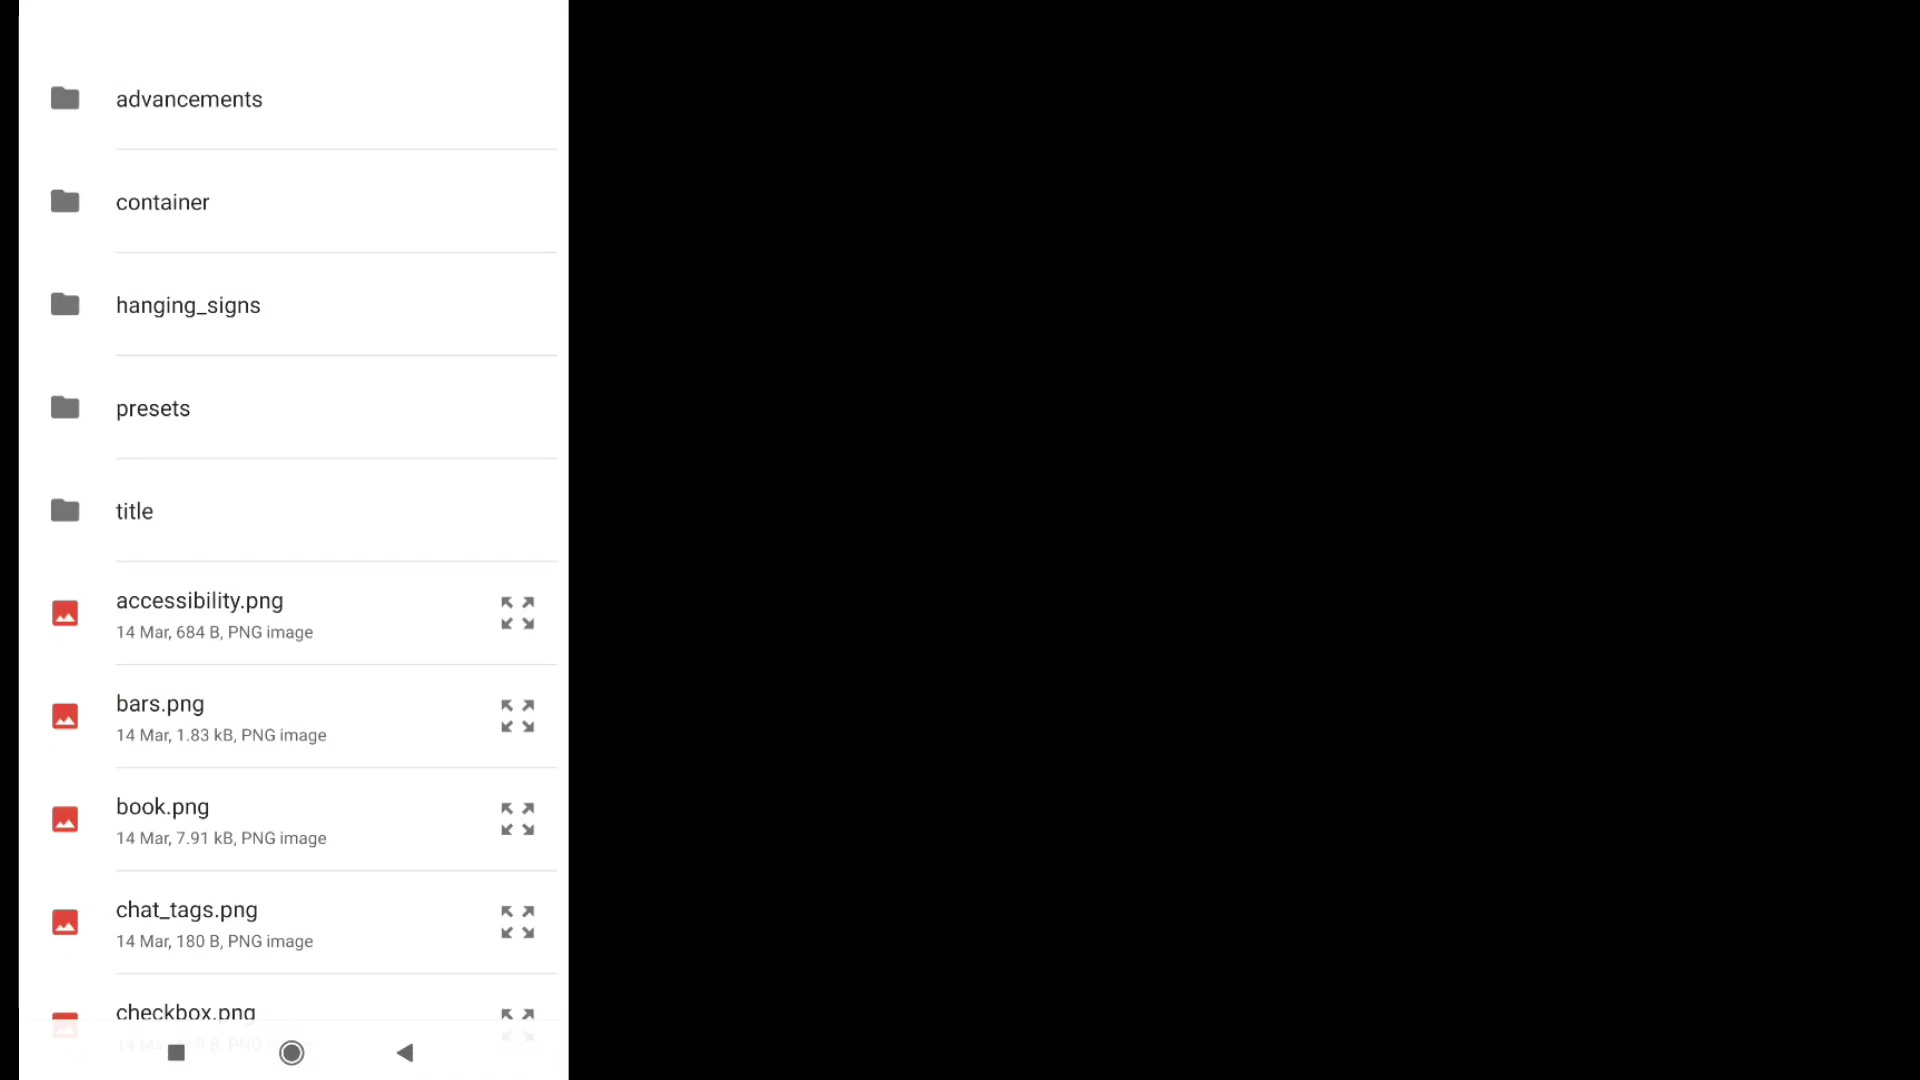 advancements
container
hanging_signs
presets
title
accessibility.png
14 Mar, 684 B, PNG image
bars.png
14 Mar, 1.83 kB, PNG image
book.png
14 Mar, 7.91 kB, PNG image
chat_tags.png
14 Mar, 180 B, PNG image
checkbox.png